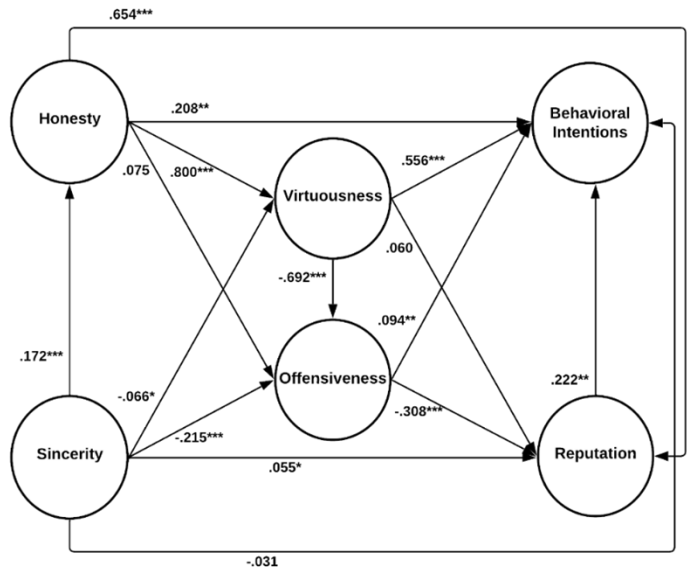 .654***
Honesty
.208**
Behavioral
Intentions
.075
.800***
.556***
Virtuousness
.060
-.692***
.094**
.172***
Offensiveness
.222**
-.066*
-.308***
-.215***
Sincerity
Reputation
.055*
-.031